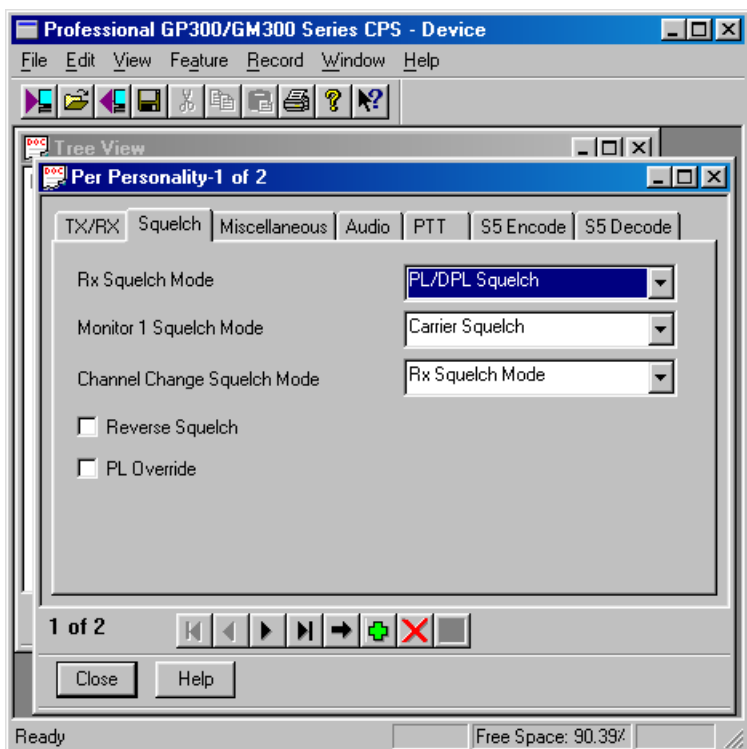 Professional GP300/GM300 Series CPS - Device
File Edit View Feature Record Window Help
Tree View
Per Personality-1 of 2
TX/RX Squelch Miscellaneous Audio PTT S5 Encode S5 Decode
Rx Squelch Mode PL/DPL Squelch
Monitor 1 Squelch Mode Carrier Squelch
Channel Change Squelch Mode Rx Squelch Mode
Reverse Squelch
PL Override
1 of 2
Close Help
Ready Free Space: 90.39%